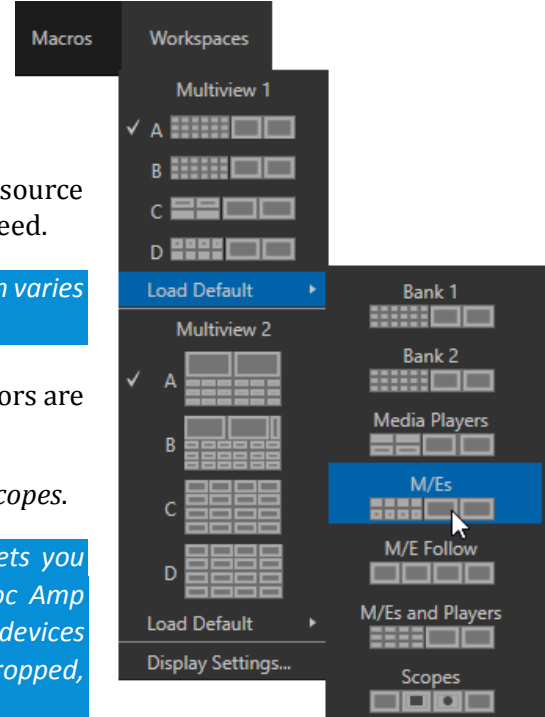 Macros Workspaces
Multiview 1
A
B
C
D
Load Default
Multiview 2
A
B
C
D
Load Default
Display Settings...
Bank 1
Bank 2
Media Players
M/Es
M/E Follow
M/Es and Players
Scopes
source
eed.
n varies
ors are
copes.
ets you
oc Amp
devices
ropped,